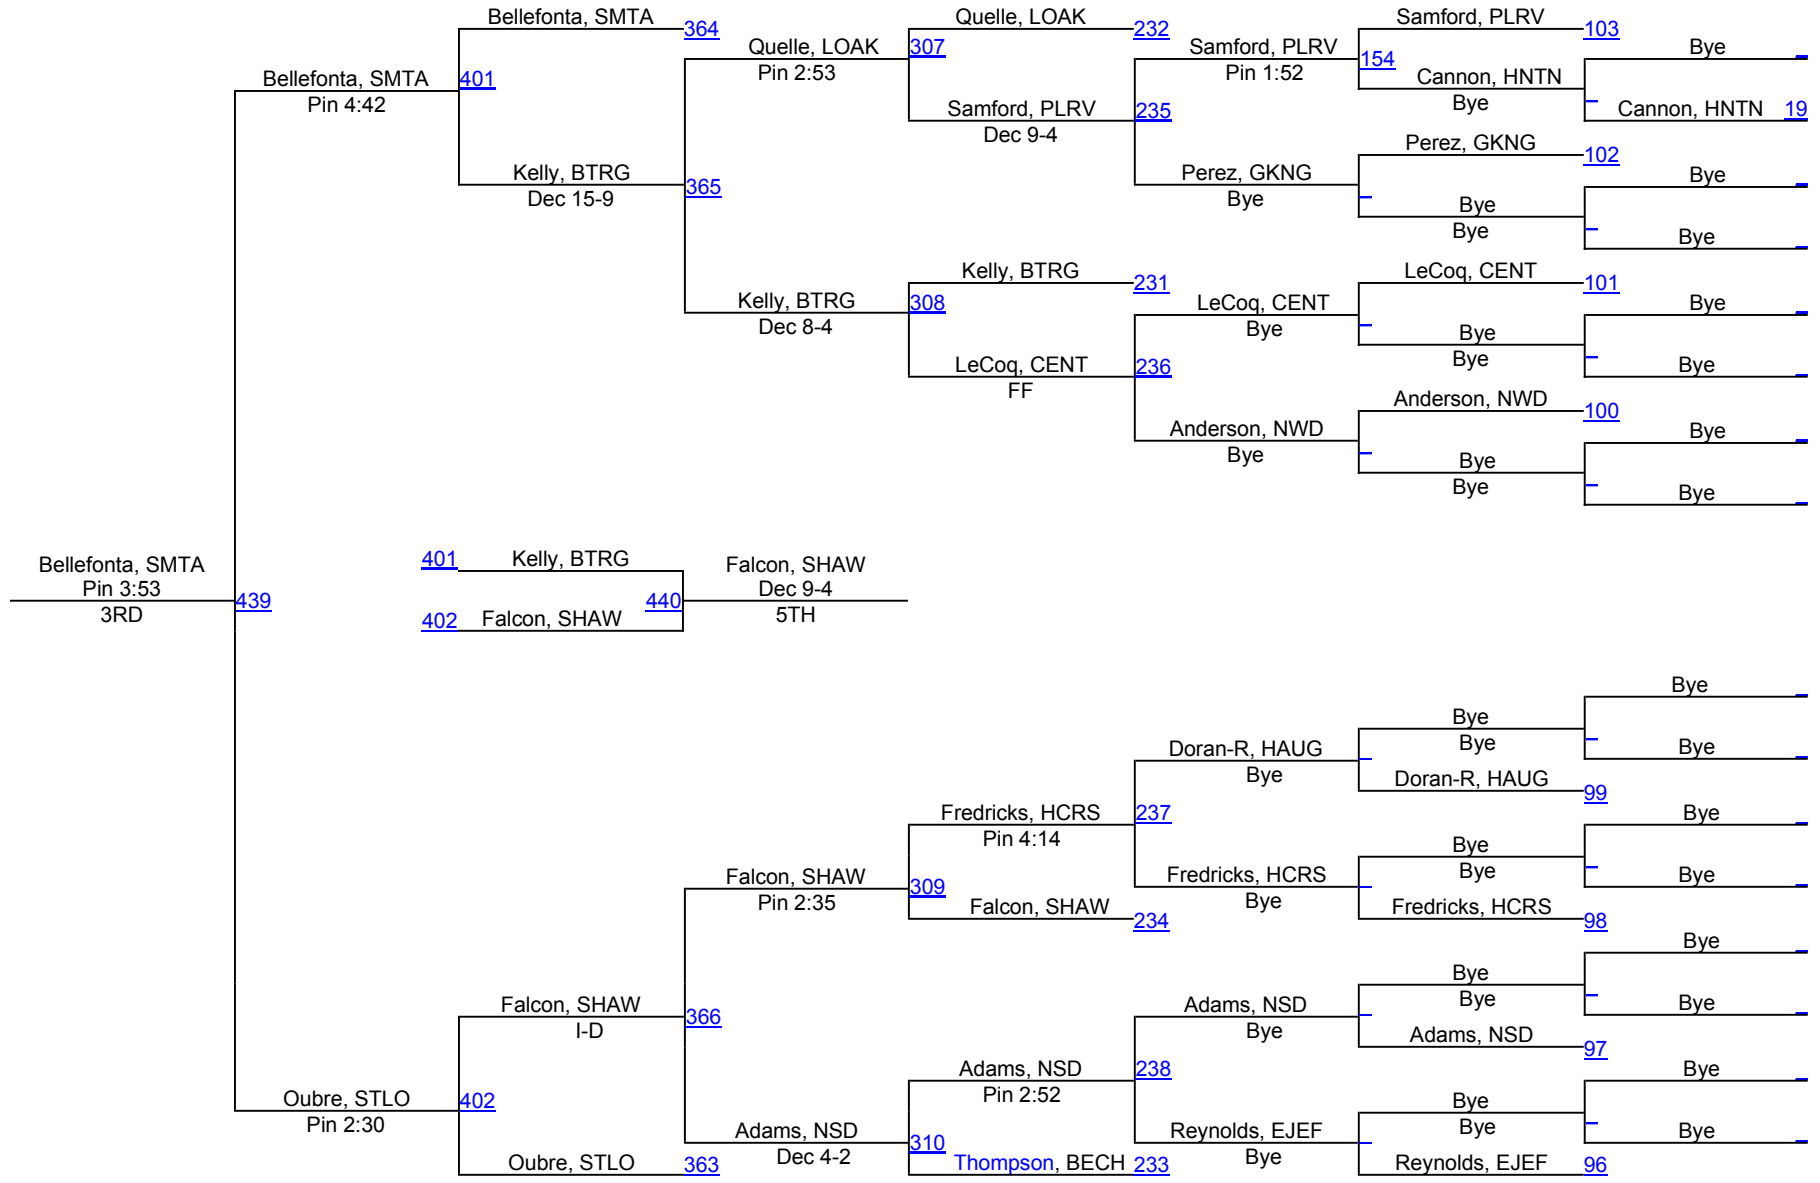 Bellefonta, SMTA
364
Quelle, LOAK
232
Samford, PLRV
103
Quelle, LOAK
307
Samford, PLRV
Bye
Pin 2:53
Pin 1:52
154
Bellefonta, SMTA
401
Cannon, HNTN
Pin 4:42
Bye
Samford, PLRV
235
Cannon, HNTN 19
Dec 9-4
Perez, GKNG
102
Kelly, BTRG
365
Perez, GKNG
Bye
Dec 15-9
Bye
Bye
Bye
Bye
Kelly, BTRG
231
LeCoq, CENT
101
Kelly, BTRG
308
LeCoq, CENT
Bye
Dec 8-4
Bye
Bye
Bye
LeCoq, CENT
236
Bye
FF
Anderson, NWD
100
Anderson, NWD
Bye
Bye
Bye
Bye
Bye
Bellefonta, SMTA
401
Kelly, BTRG
Falcon, SHAW
Pin 3:53
Dec 9-4
3RD
439
402
Falcon, SHAW
440
5TH
Bye
Bye
Bye
Doran-R, HAUG
Bye
Bye
Doran-R, HAUG
99
Fredricks, HCRS
237
Bye
Pin 4:14
Bye
Bye
Falcon, SHAW
309
Fredricks, HCRS
Bye
Pin 2:35
Bye
Falcon, SHAW
234
Fredricks, HCRS
98
Bye
Bye
Bye
Falcon, SHAW
366
Adams, NSD
Bye
I-D
Bye
Adams, NSD
97
Adams, NSD
238
Bye
Pin 2:52
Oubre, STLO
402
Bye
Pin 2:30
Bye
Adams, NSD
310
Reynolds, EJEF
Bye
Dec 4-2
Bye
Oubre, STLO
363
Thompson, BECH
233
Reynolds, EJEF
96